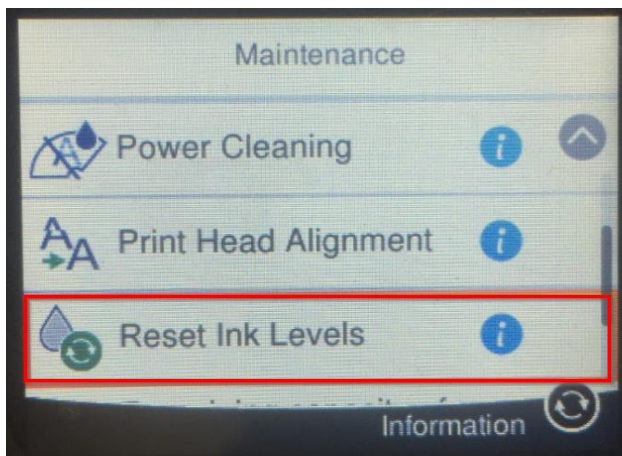 Maintenance
Power Cleaning
Print Head Alignment
Reset Ink Levels
Information